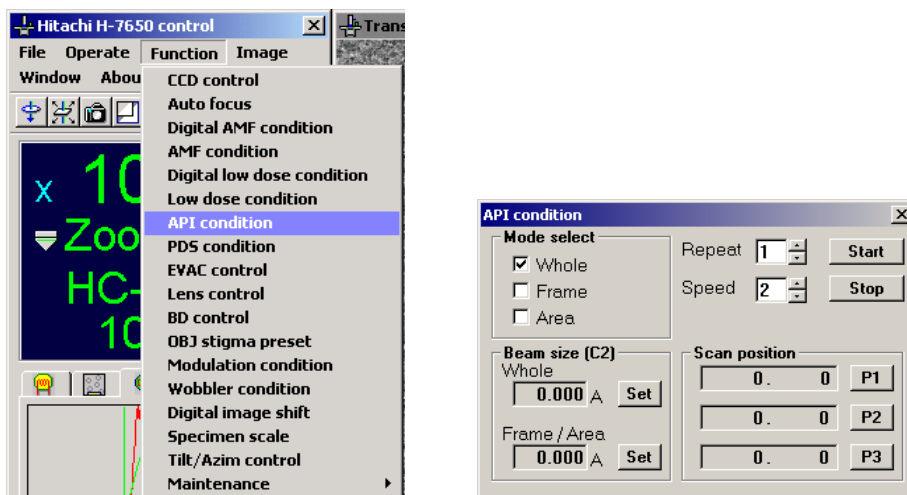 Hitachi H-7650 control
Trans
File Operate Function Image
Window Abou
CCD control
Auto focus
Digital AMF condition
AMF condition
Digital low dose condition
Low dose condition
API condition
PDS condition
EVAC control
Lens control
BD control
OBJ stigma preset
Modulation condition
Wobbler condition
Digital image shift
Specimen scale
Tilt/Azim control
Maintenance
x 10
Zoo
HC-
10
API condition
Mode select
Whole
Frame
Area
Repeat 1 Start
Speed 2 Stop
Beam size (C2)
Whole
0.000 A Set
Frame / Area
0.000 A Set
Scan position
0. 0 P1
0. 0 P2
0. 0 P3